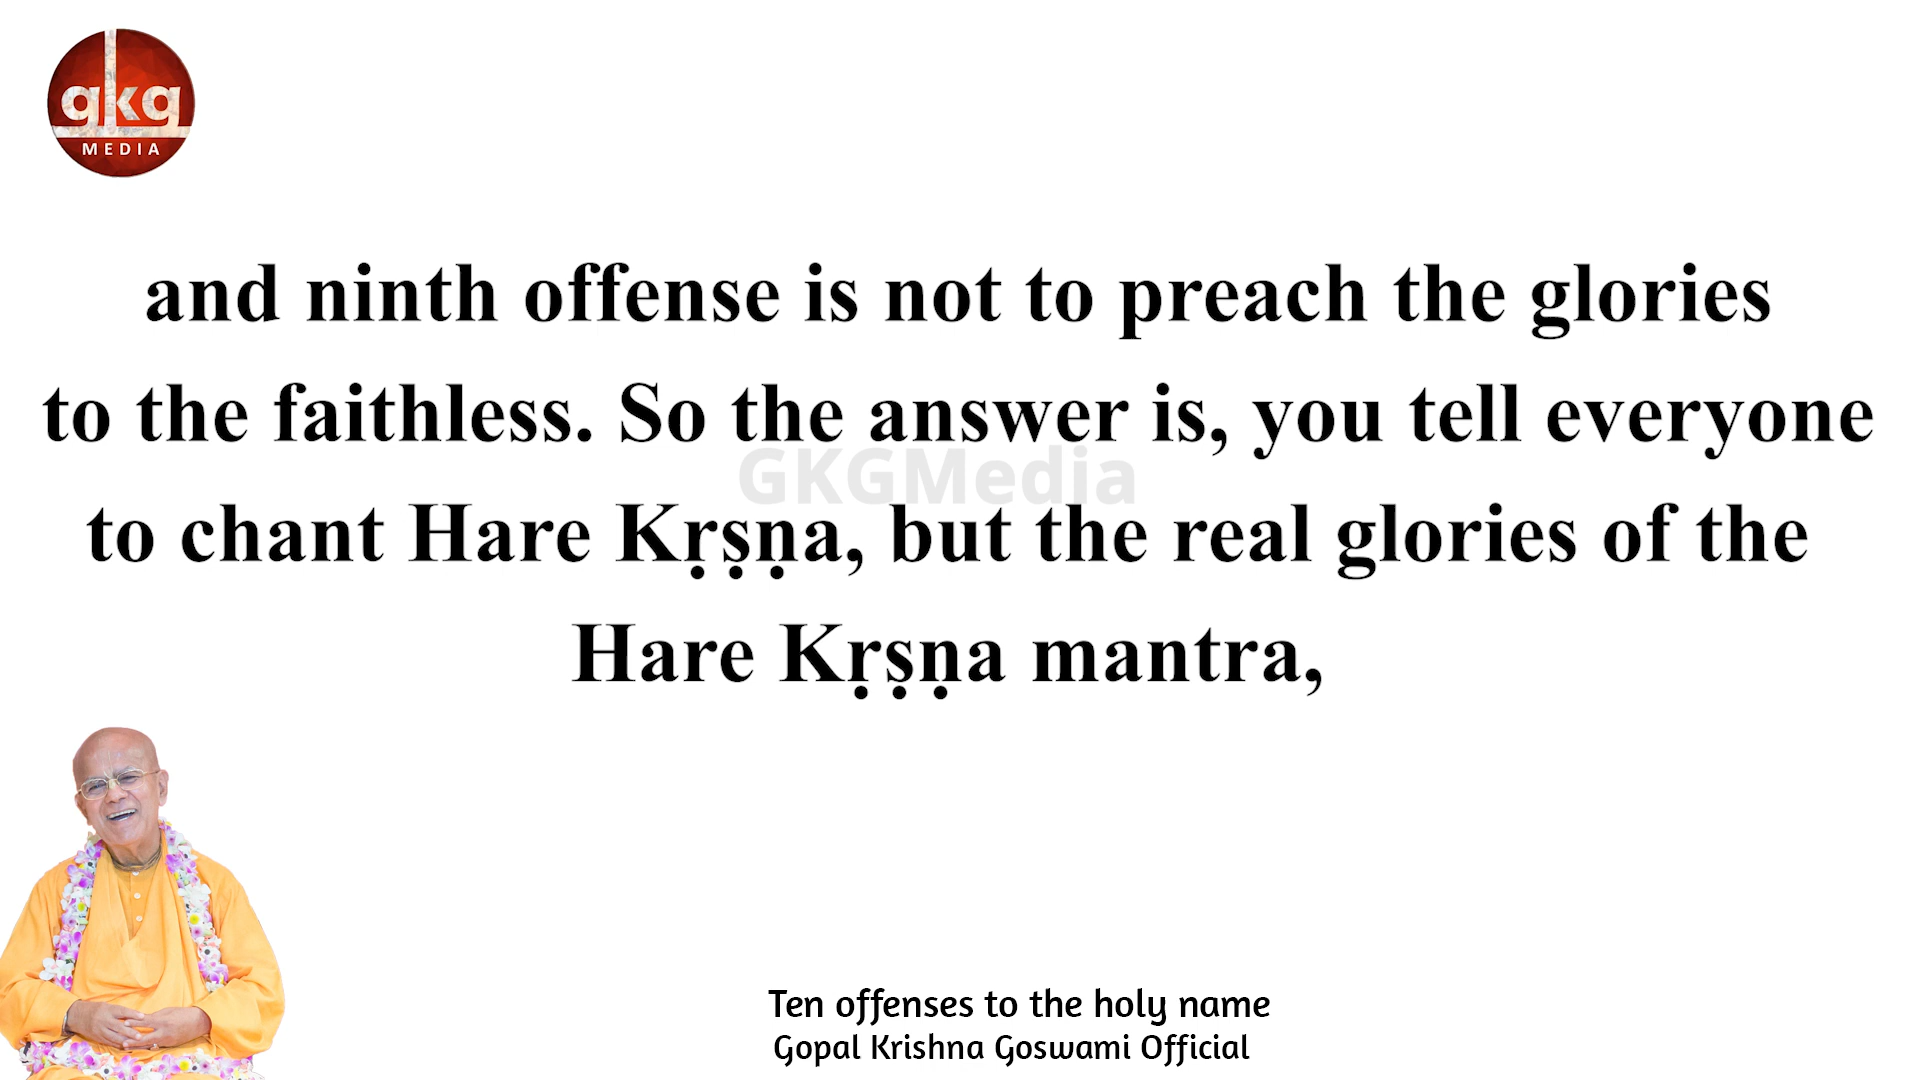 gkg
MEDIA
and ninth offense is not to preach the glories
to the faithless. So the answer is, you tell everyone
GKGMedia
to chant Hare Kṛṣṇa, but the real glories of the
Hare Kṛṣṇa mantra,
Ten offenses to the holy name
Gopal Krishna Goswami Official